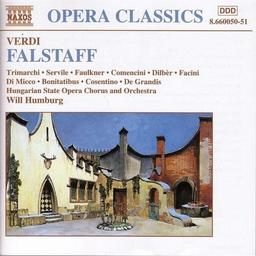 NAXOS
OPERA CLASSICS
DDD
8.660050-51
VERDI
FALSTAFF
Trimarchi • Servile • Faulkner • Comencini • Dilbèr • Facini
Di Micco • Bonitatibus • Cosentino • De Grandis
Hungarian State Opera Chorus and Orchestra
Will Humburg